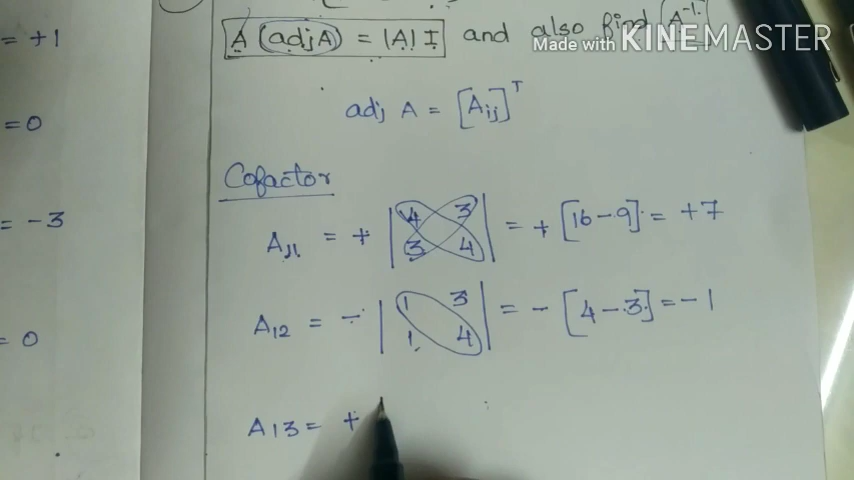 = +1
= 0
= -3
= 0
A (adj A) = |A| I and also find (A⁻¹.
Made with KINEMASTER
adj A = [Aij]ᵀ
Cofactor
A11 = + | 4 3 | = + [16 - 9] = +7
| 3 4 |
A12 = - | 1 3 | = - [4 - 3] = -1
| 1 4 |
A13 = +